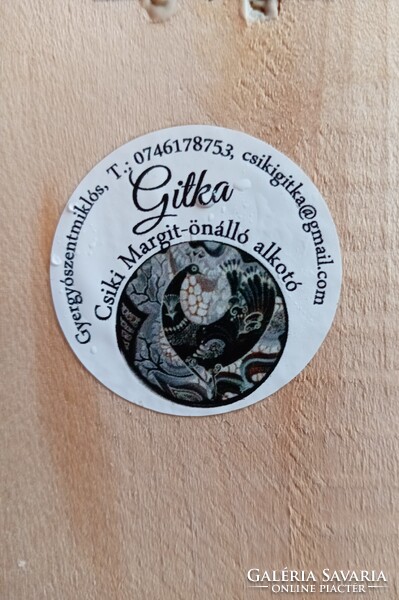 Gyergyószentmiklós, T.: 0746178753, csikigitka@gmail.com
Gitka
Csiki Margit-önálló alkotó
GALÉRIA SAVARIA
ONLINE PIACTÉR